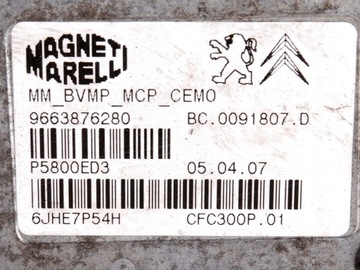 MAGNETI
MARELLI
MM_BVMP_MCP_CEMO
9663876280 BC.0091807.D
P5800ED3 05.04.07
6JHE7P54H CFC300P.01